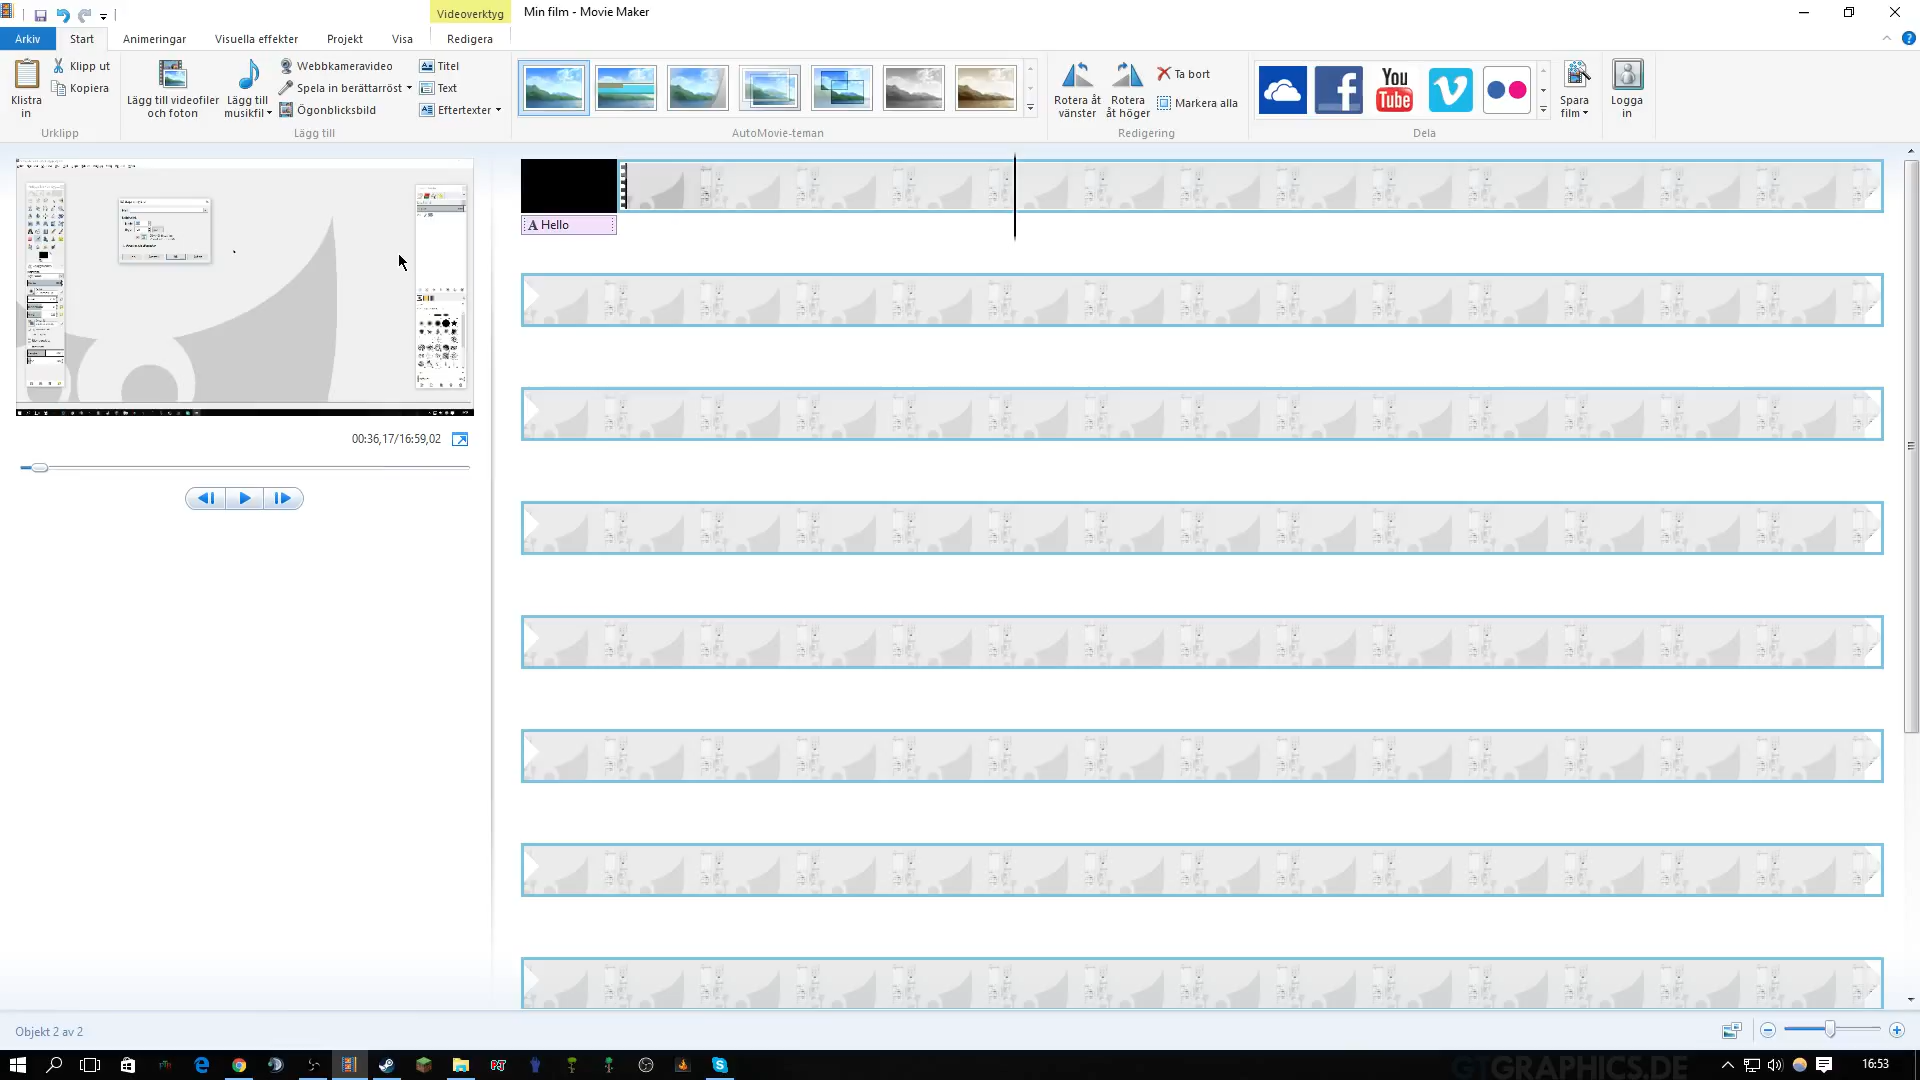 Videoverktyg
Min film - Movie Maker
Arkiv
Start
Animeringar
Visuella effekter
Projekt
Visa
Redigera
Klistra
in
Klipp ut
Kopiera
Urklipp
Lägg till videofiler
och foton
Lägg till
musikfil
Webbkameravideo
Spela in berättarröst
Ögonblicksbild
Titel
Text
Eftertexter
Lägg till
AutoMovie-teman
Rotera åt
vänster
Rotera
åt höger
Ta bort
Markera alla
Redigering
You
Tube
Dela
Spara
film
Logga
in
A Hello
00:36,17/16:59,02
Objekt 2 av 2
GTGRAPHICS.DE
16:53